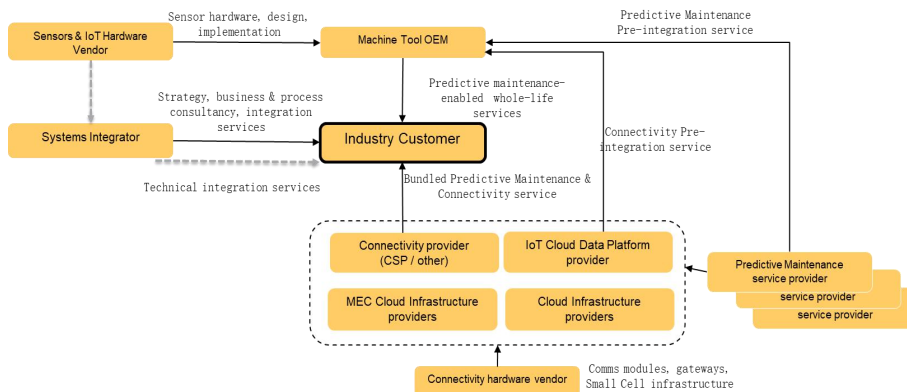 Sensor hardware, design,
implementation
Predictive Maintenance
Pre-integration service
Sensors & IoT Hardware
Vendor
Machine Tool OEM
Strategy, business & process
consultancy, integration
services
Predictive maintenance-
enabled whole-life
services
Systems Integrator
Industry Customer
Connectivity Pre-
integration service
Technical integration services
Bundled Predictive Maintenance &
Connectivity service
Connectivity provider
(CSP / other)
IoT Cloud Data Platform
provider
Predictive Maintenance
service provider
service provider
service provider
MEC Cloud Infrastructure
providers
Cloud Infrastructure
providers
Connectivity hardware vendor
Comms modules, gateways,
Small Cell infrastructure